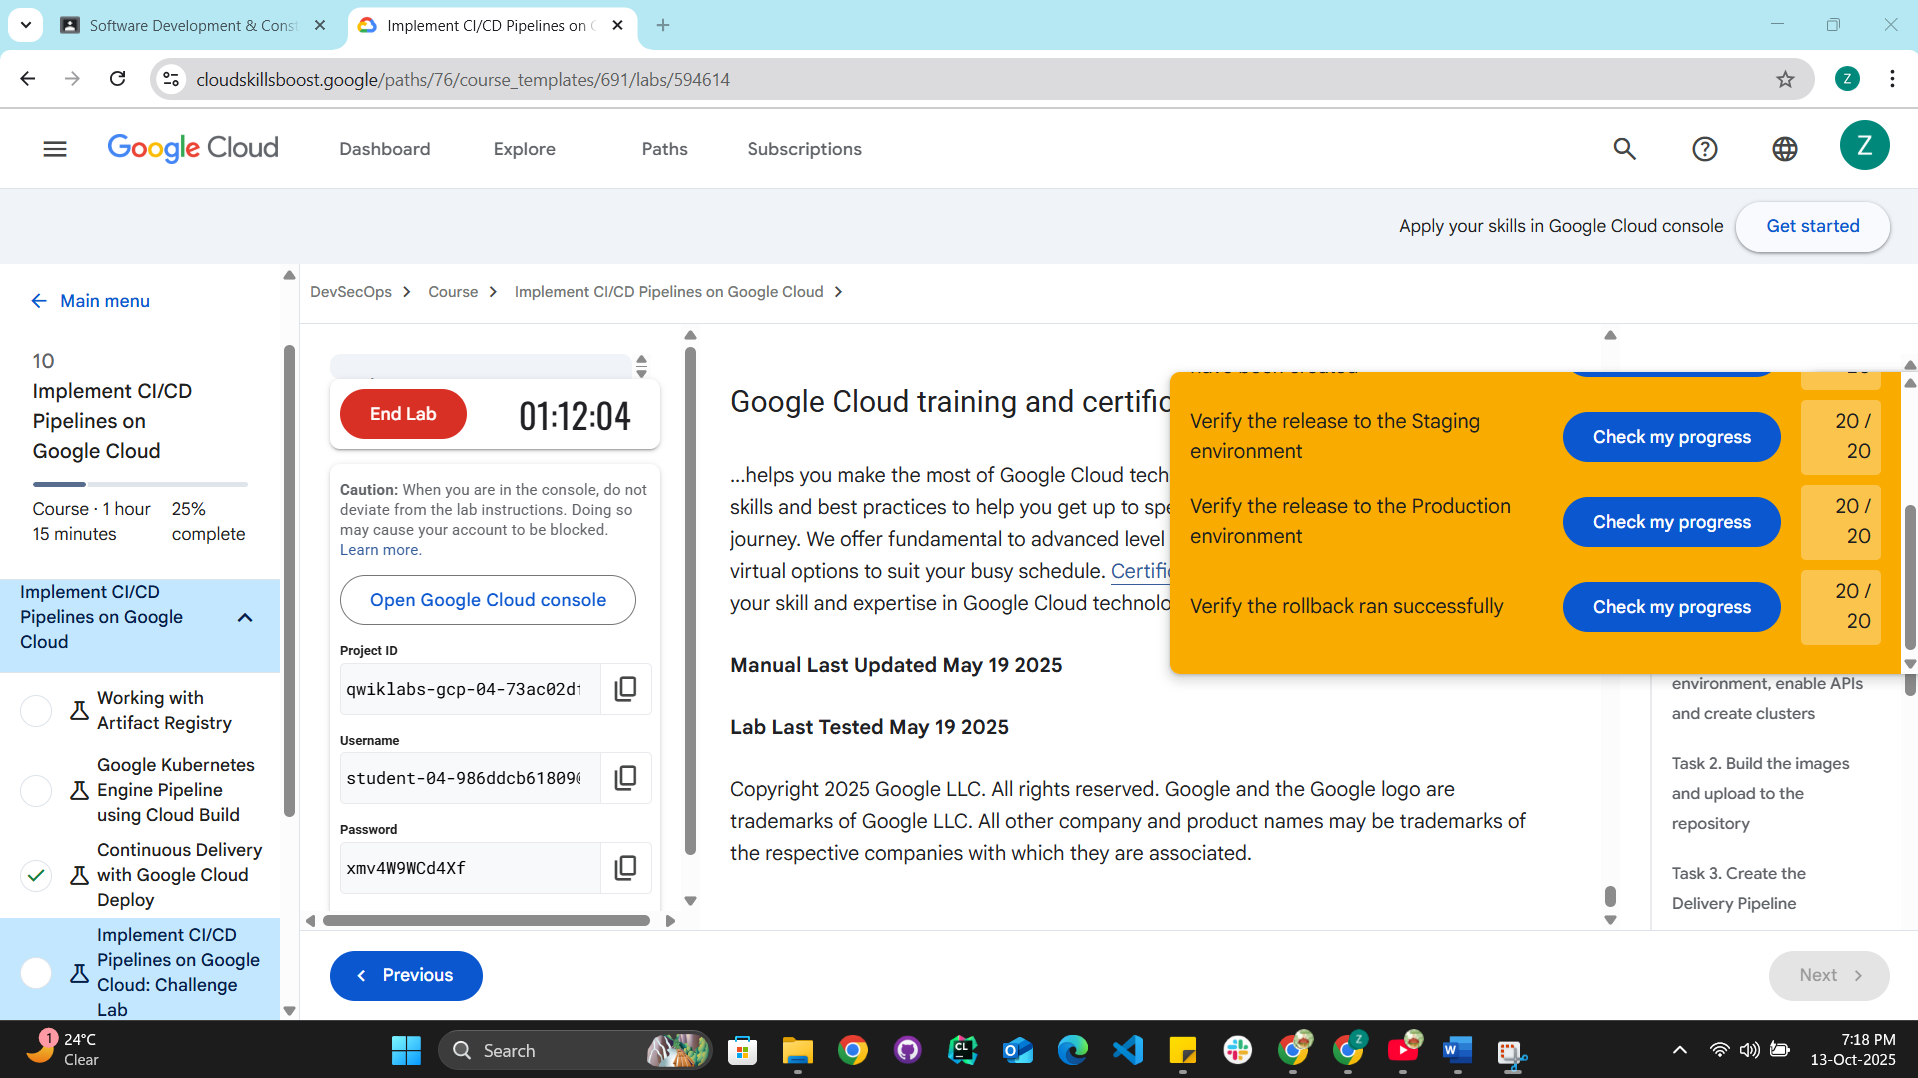 Software Development & Const
Implement CI/CD Pipelines on G
cloudskillsboost.google/paths/76/course_templates/691/labs/594614
Z
Google Cloud
Dashboard
Explore
Paths
Subscriptions
Z
Apply your skills in Google Cloud console
Get started
Main menu
10
Implement CI/CD
Pipelines on
Google Cloud
Course · 1 hour
15 minutes
25%
complete
Implement CI/CD
Pipelines on Google
Cloud
Working with
Artifact Registry
Google Kubernetes
Engine Pipeline
using Cloud Build
Continuous Delivery
with Google Cloud
Deploy
Implement CI/CD
Pipelines on Google
Cloud: Challenge
Lab
DevSecOps
Course
Implement CI/CD Pipelines on Google Cloud
End Lab
01:12:04
Caution: When you are in the console, do not
deviate from the lab instructions. Doing so
may cause your account to be blocked.
Learn more.
Open Google Cloud console
Project ID
qwiklabs-gcp-04-73ac02df
Username
student-04-986ddcb618090
Password
xmv4W9WCd4Xf
Google Cloud training and certific
...helps you make the most of Google Cloud tech
skills and best practices to help you get up to spe
journey. We offer fundamental to advanced level
virtual options to suit your busy schedule. Certific
your skill and expertise in Google Cloud technolo
Manual Last Updated May 19 2025
Lab Last Tested May 19 2025
Copyright 2025 Google LLC. All rights reserved. Google and the Google logo are
trademarks of Google LLC. All other company and product names may be trademarks of
the respective companies with which they are associated.
have been created
20
Verify the release to the Staging
environment
Check my progress
20 /
20
Verify the release to the Production
environment
Check my progress
20 /
20
Verify the rollback ran successfully
Check my progress
20 /
20
environment, enable APIs
and create clusters
Task 2. Build the images
and upload to the
repository
Task 3. Create the
Delivery Pipeline
Previous
Next
1
24°C
Clear
Search
7:18 PM
13-Oct-2025